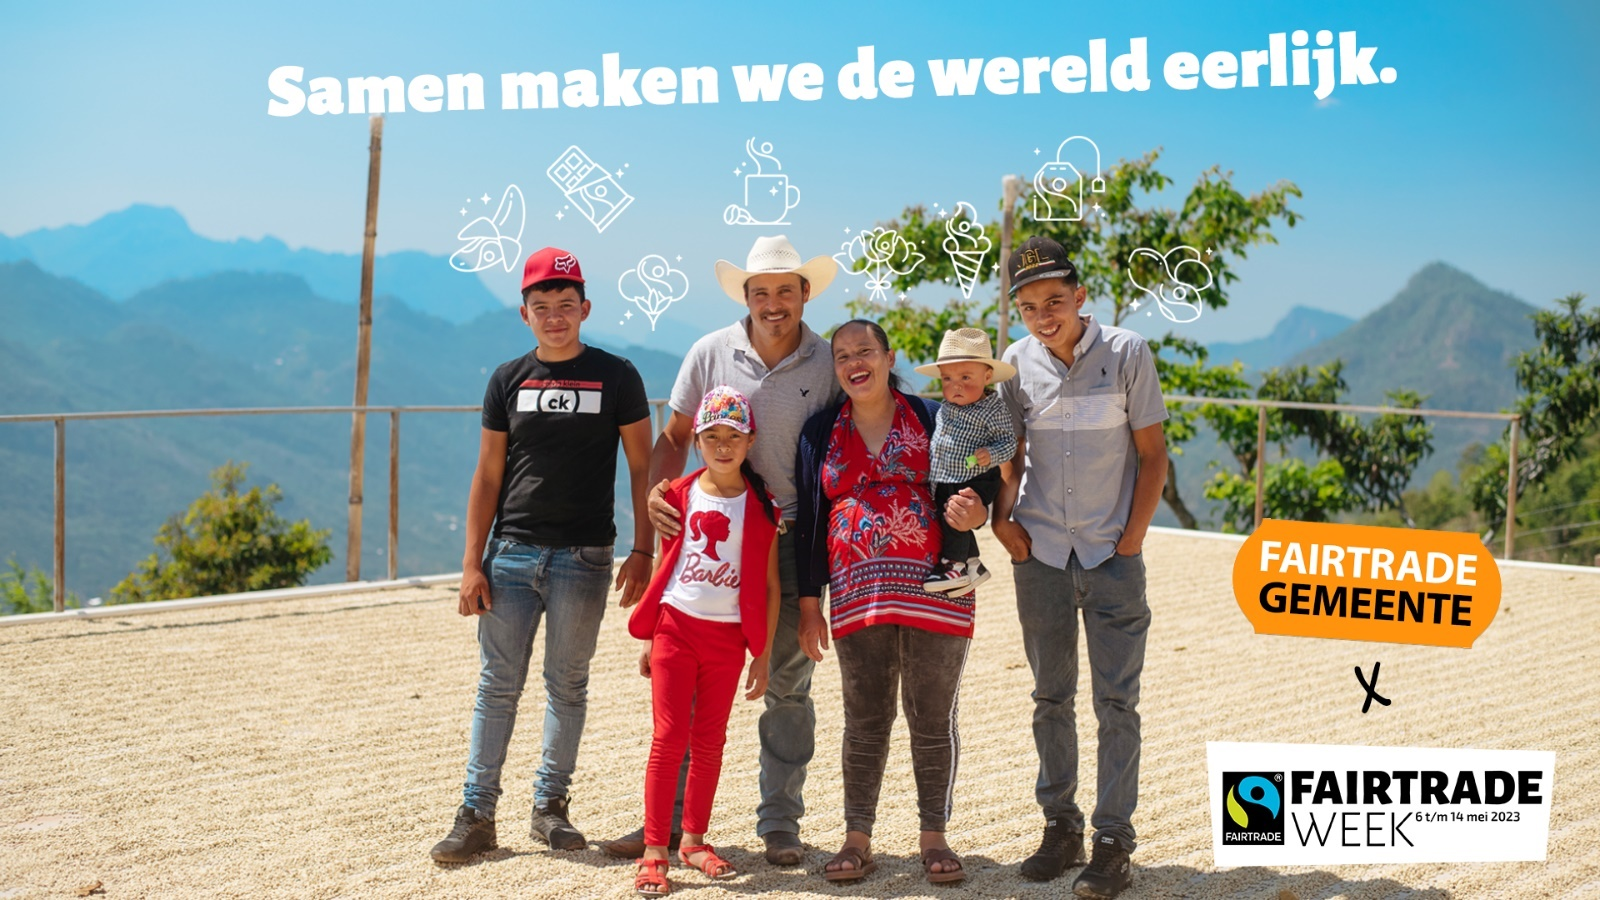 Samen maken we de wereld eerlijk.
ck
Barbie
FAIRTRADE
GEMEENTE
X
FAIRTRADE
WEEK
6 t/m 14 mei 2023
FAIRTRADE